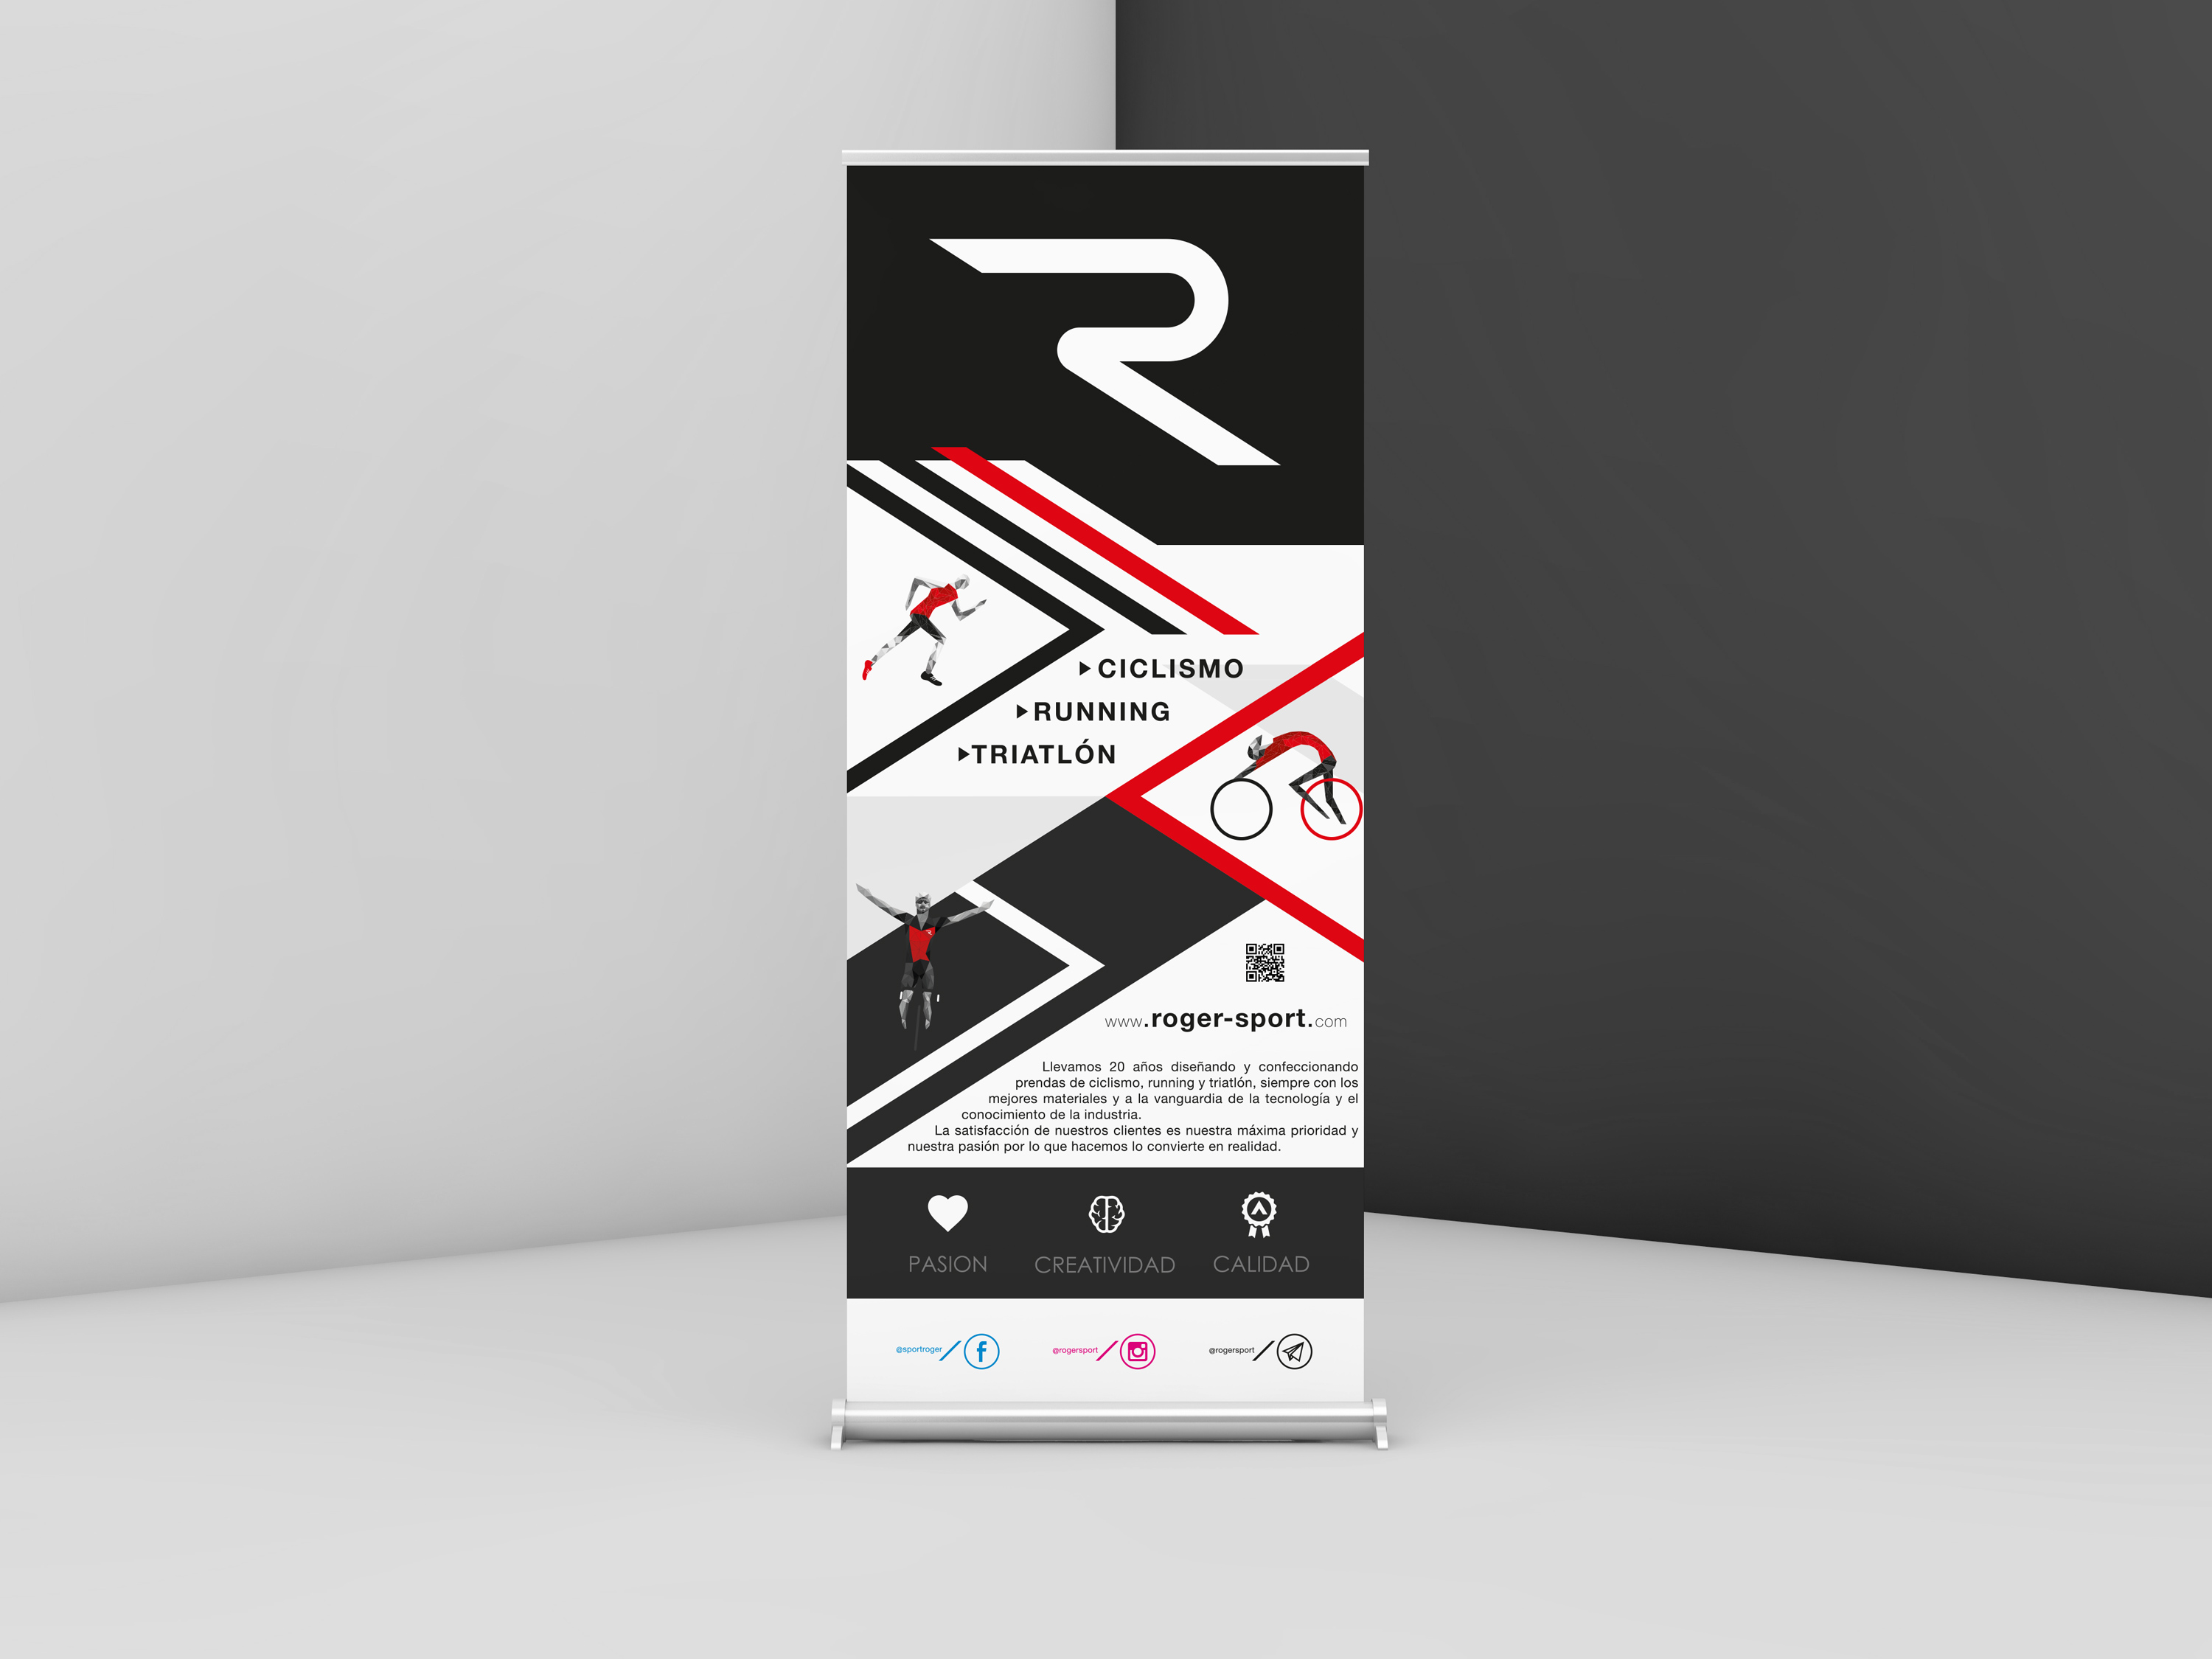 R
CICLISMO
RUNNING
TRIATLÓN
www.roger-sport.com
Llevamos 20 años diseñando y confeccionando
prendas de ciclismo, running y triatlón, siempre con los
mejores materiales y a la vanguardia de la tecnología y el
conocimiento de la industria.
La satisfacción de nuestros clientes es nuestra máxima prioridad y
nuestra pasión por lo que hacemos lo convierte en realidad.
PASION CREATIVIDAD CALIDAD
@sportroger @rogersport @rogersport